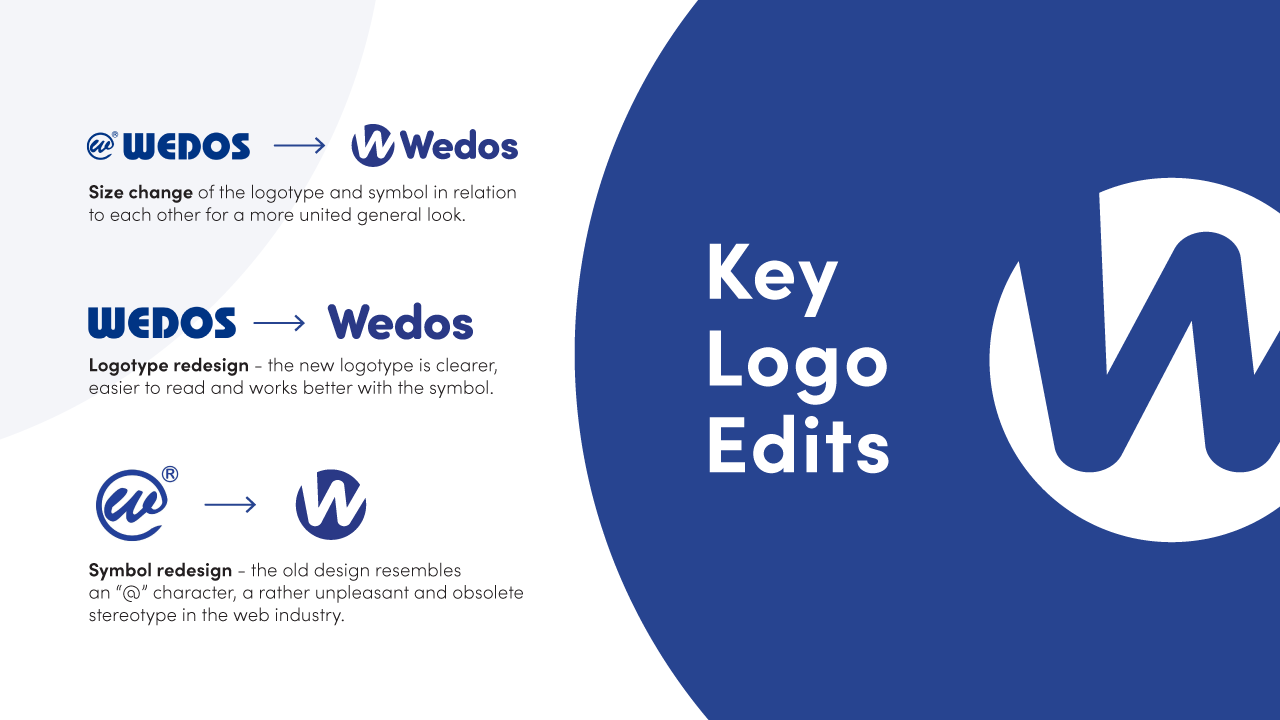 @® WEDOS → W Wedos
Size change of the logotype and symbol in relation
to each other for a more united general look.
WEDOS → Wedos
Logotype redesign - the new logotype is clearer,
easier to read and works better with the symbol.
w® → W
Symbol redesign - the old design resembles
an “@” character, a rather unpleasant and obsolete
stereotype in the web industry.
Key
Logo
Edits
W